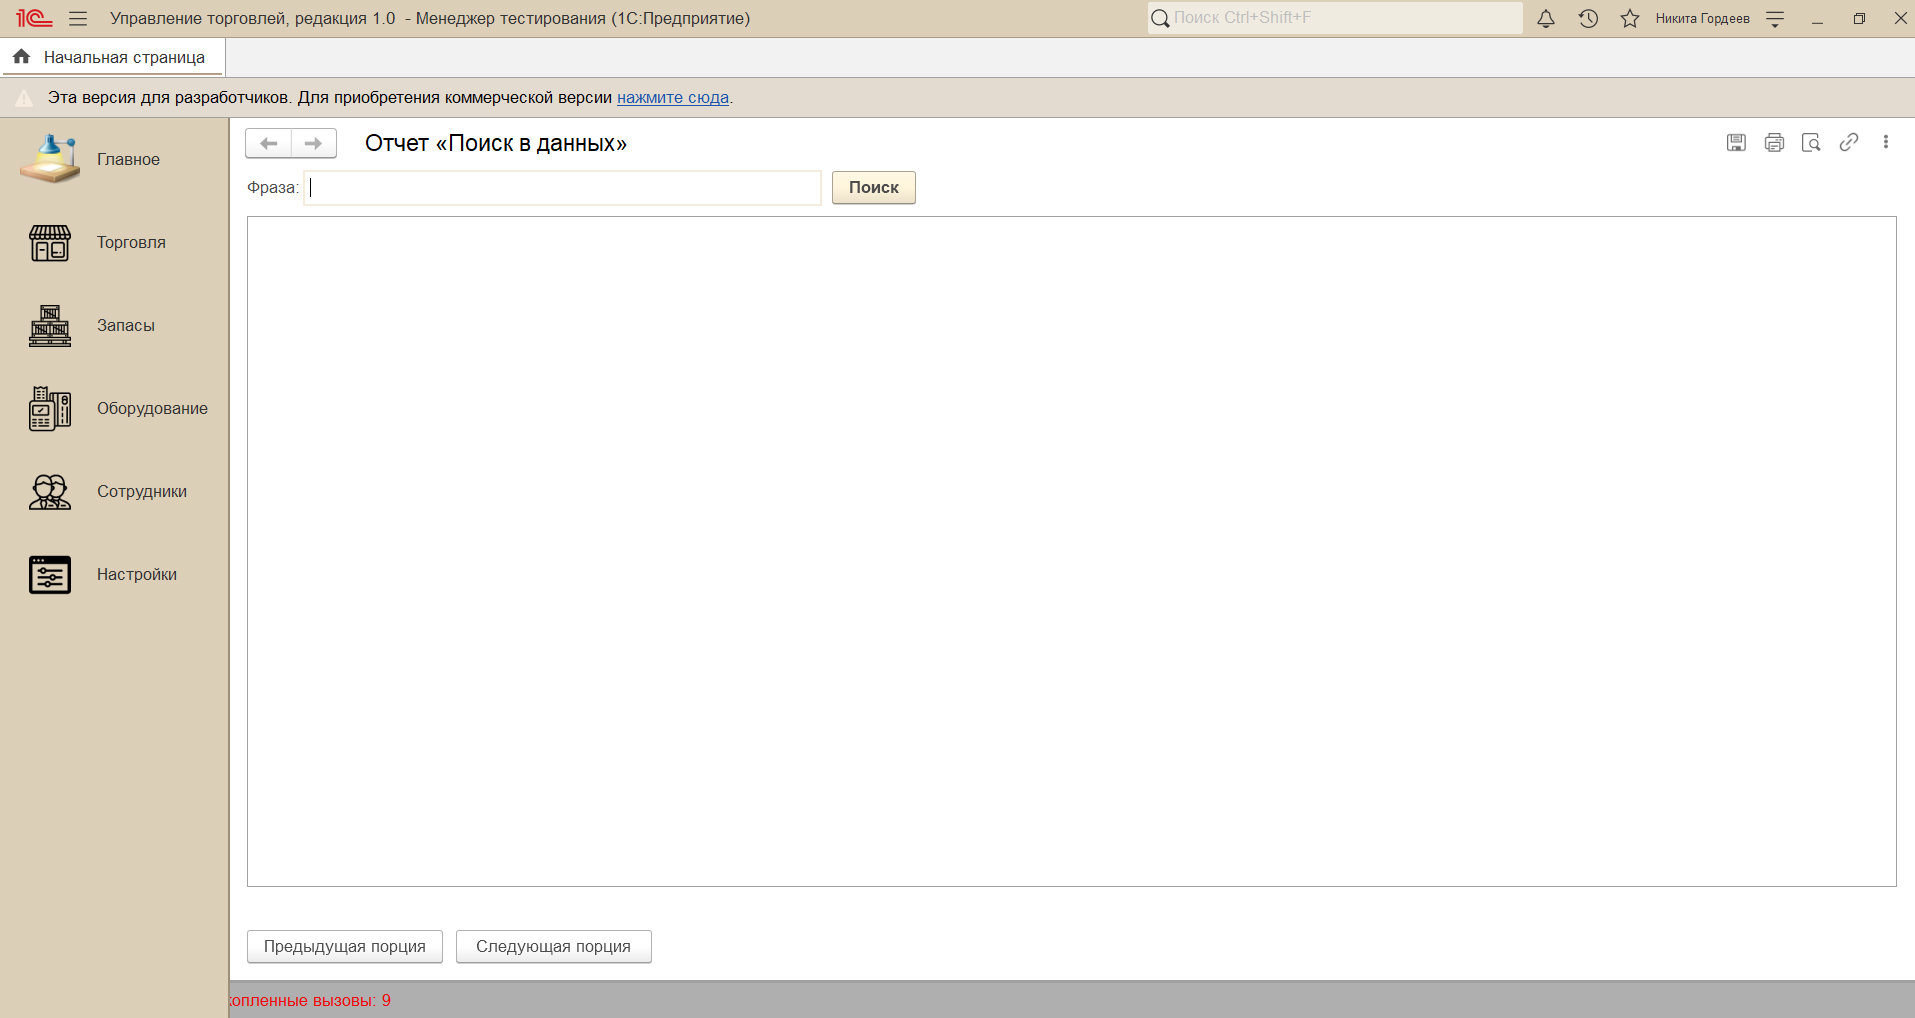 1С Управление торговлей, редакция 1.0 - Менеджер тестирования (1С:Предприятие) Поиск Ctrl+Shift+F Никита Гордеев
Начальная страница
Эта версия для разработчиков. Для приобретения коммерческой версии нажмите сюда.
Главное
Торговля
Запасы
Оборудование
Сотрудники
Настройки
Отчет «Поиск в данных»
Фраза: Поиск
Предыдущая порция Следующая порция
копленные вызовы: 9